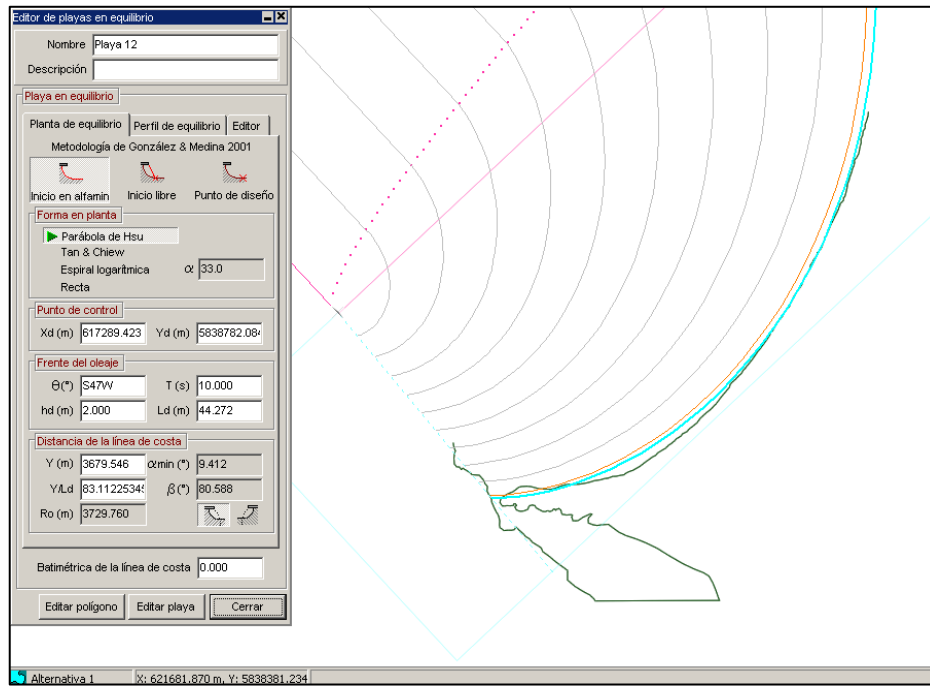 Editor de playas en equilibrio
Nombre Playa 12
Descripción
Playa en equilibrio
Planta de equilibrio Perfil de equilibrio Editor
Metodología de González & Medina 2001
Inicio en alfamin Inicio libre Punto de diseño
Forma en planta
Parábola de Hsu
Tan & Chiew
Espiral logarítmica α 33.0
Recta
Punto de control
Xd (m) 617289.423 Yd (m) 5838782.084
Frente del oleaje
Θ(°) S47W T (s) 10.000
hd (m) 2.000 Ld (m) 44.272
Distancia de la línea de costa
Y (m) 3679.546 αmin (°) 9.412
Y/Ld 83.11225345 β(°) 80.588
Ro (m) 3729.760
Batimétrica de la línea de costa 0.000
Editar polígono Editar playa Cerrar
Alternativa 1 X: 621681.870 m, Y: 5838381.234